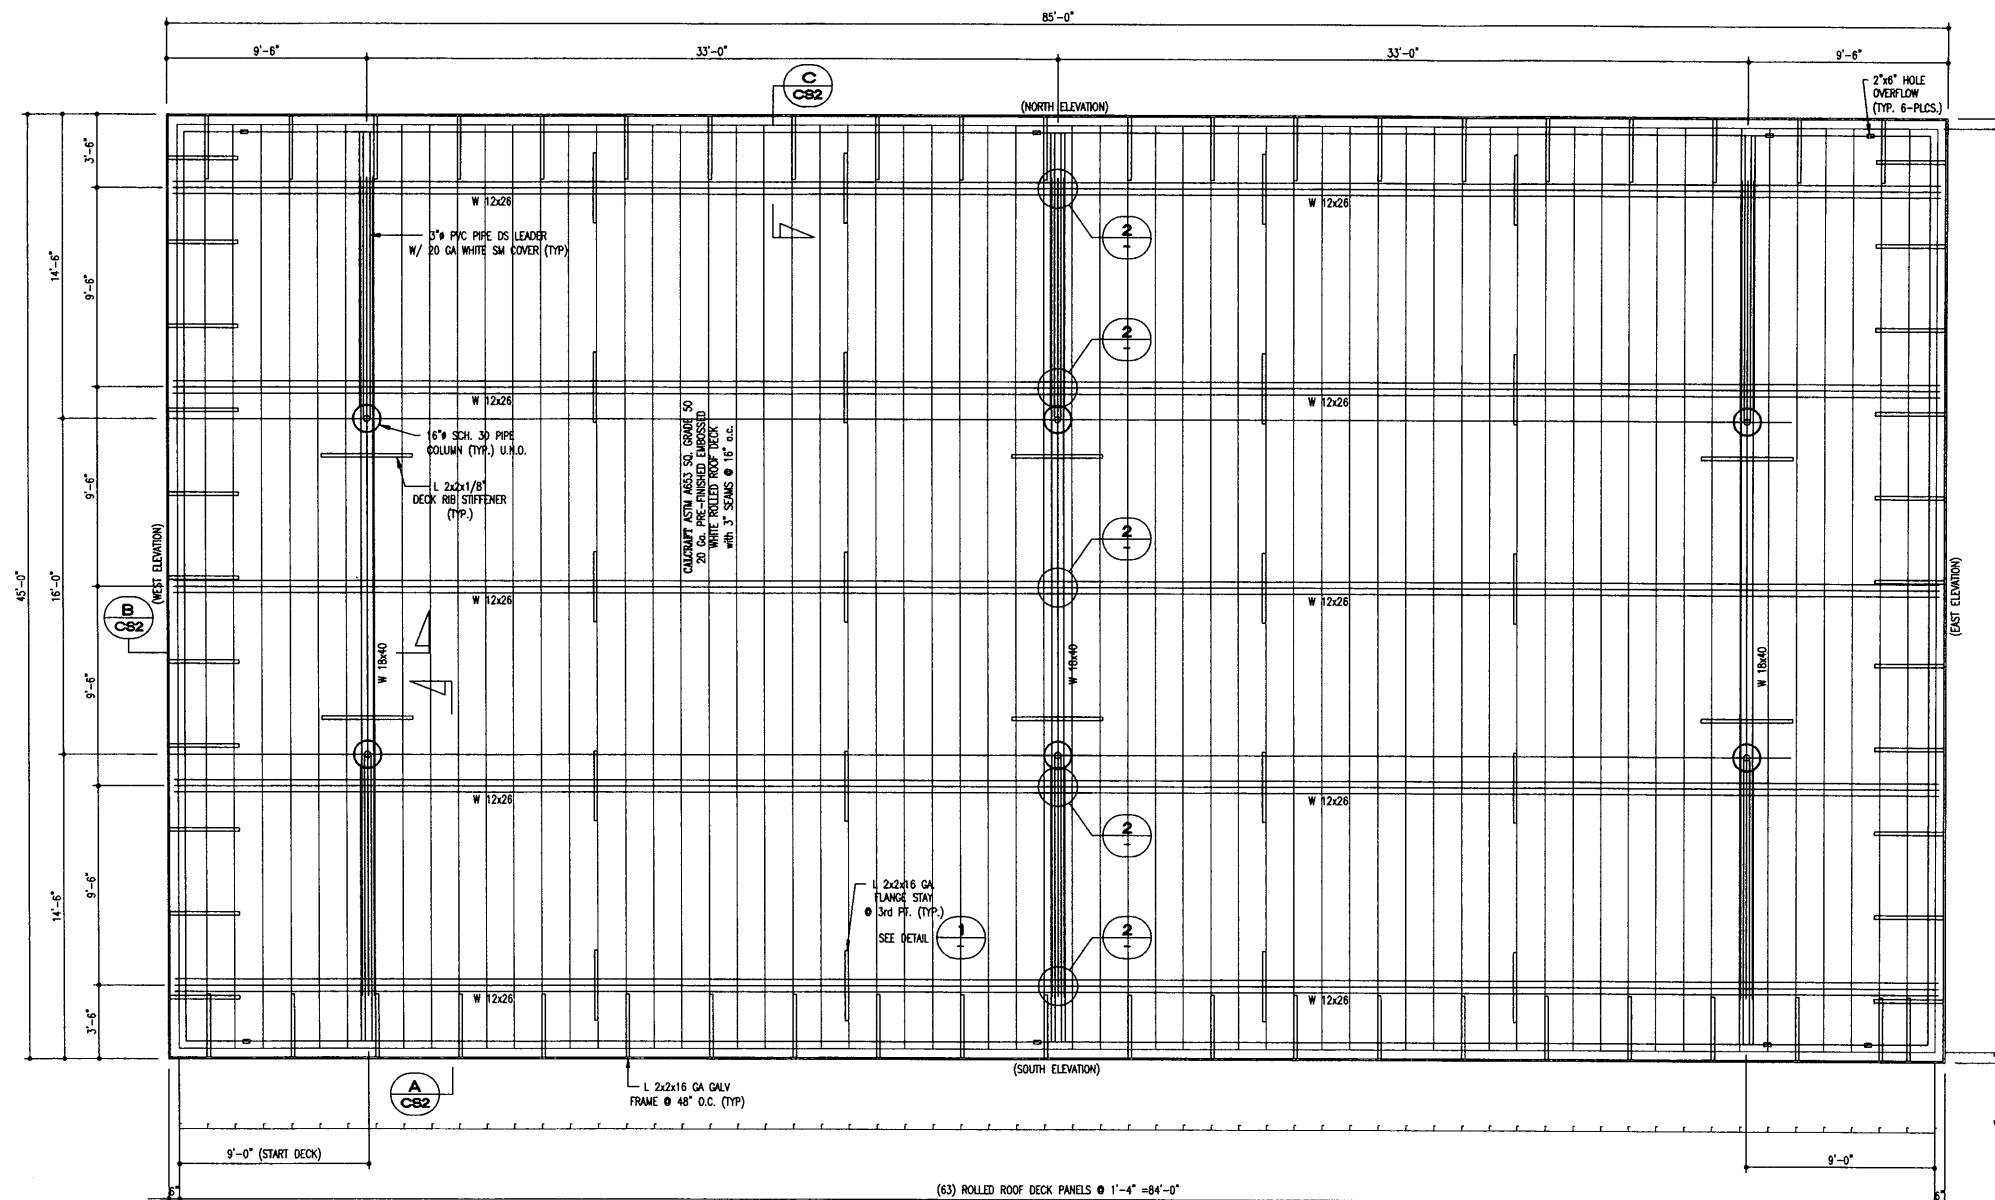 85'-0"
9'-6"
33'-0"
33'-0"
9'-6"
C
CS2
2"x6" HOLE
OVERFLOW
(TYP. 6-PLCS.)
(NORTH ELEVATION)
3'-6"
W 12x26
W 12x26
3"ø PVC PIPE DS LEADER
W/ 20 GA WHITE SM COVER (TYP)
2
-
14'-6"
9'-6"
2
-
W 12x26
W 12x26
16"ø SCH. 30 PIPE
COLUMN (TYP.) U.N.O.
L 2x2x1/8"
DECK RIB STIFFENER
(TYP.)
CALCRAFT ASTM A653 SQ. GRADE 50
20 Ga. PRE-FINISHED EMBOSSED
WHITE ROLLED ROOF DECK
with 3" SEAMS @ 16" o.c.
9'-6"
2
-
45'-0"
16'-0"
(WEST ELEVATION)
(EAST ELEVATION)
W 12x26
W 12x26
B
CS2
W 18x40
W 18x40
W 18x40
9'-6"
W 12x26
W 12x26
2
-
14'-6"
9'-6"
L 2x2x16 GA.
FLANGE STAY
@ 3rd PT. (TYP.)
SEE DETAIL
1
-
2
-
W 12x26
W 12x26
3'-6"
(SOUTH ELEVATION)
A
CS2
L 2x2x16 GA GALV
FRAME @ 48" O.C. (TYP)
9'-0" (START DECK)
9'-0"
6"
(63) ROLLED ROOF DECK PANELS @ 1'-4" =84'-0"
6"